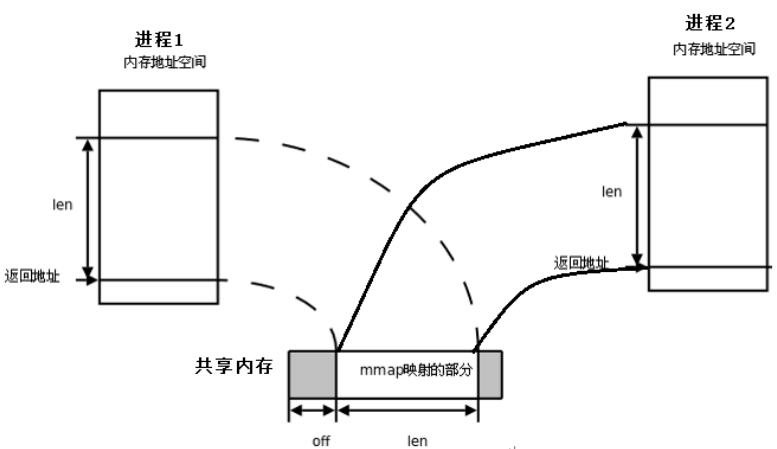 进程1
内存地址空间
进程2
内存地址空间
len
len
返回地址
返回地址
共享内存
mmap映射的部分
off
len